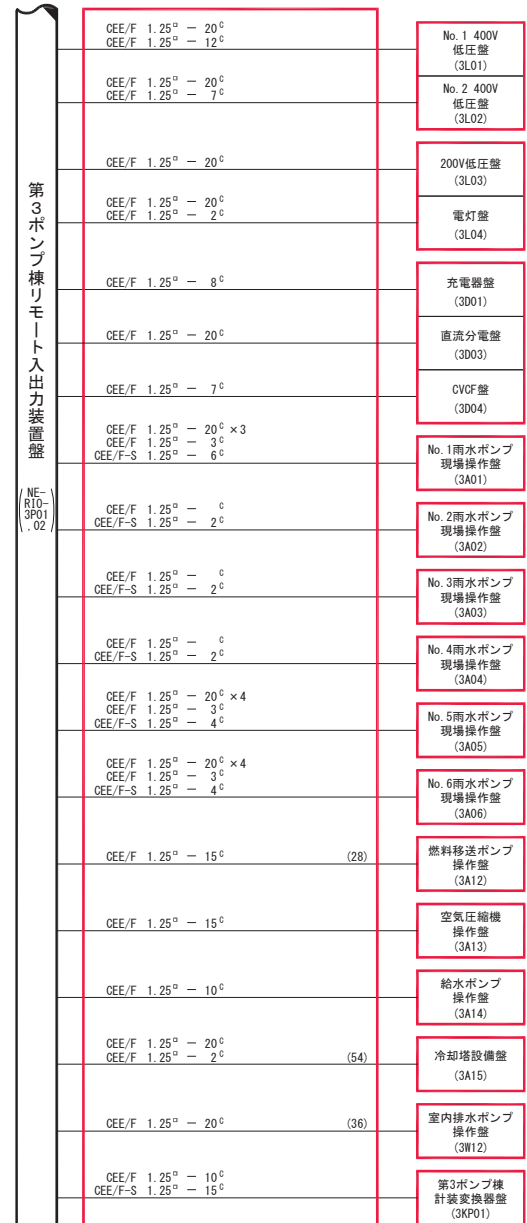 第3ポンプ棟リモート入出力装置盤
(NE-
RIO-
3P01
.02)
CEE/F 1.25□ － 20C
CEE/F 1.25□ － 12C
No.1 400V
低圧盤
(3L01)
CEE/F 1.25□ － 20C
CEE/F 1.25□ － 7C
No.2 400V
低圧盤
(3L02)
CEE/F 1.25□ － 20C
200V低圧盤
(3L03)
CEE/F 1.25□ － 20C
CEE/F 1.25□ － 2C
電灯盤
(3L04)
CEE/F 1.25□ － 8C
充電器盤
(3D01)
CEE/F 1.25□ － 20C
直流分電盤
(3D03)
CEE/F 1.25□ － 7C
CVCF盤
(3D04)
CEE/F 1.25□ － 20C ×3
CEE/F 1.25□ － 3C
CEE/F-S 1.25□ － 6C
No.1雨水ポンプ
現場操作盤
(3A01)
CEE/F 1.25□ － C
CEE/F-S 1.25□ － 2C
No.2雨水ポンプ
現場操作盤
(3A02)
CEE/F 1.25□ － C
CEE/F-S 1.25□ － 2C
No.3雨水ポンプ
現場操作盤
(3A03)
CEE/F 1.25□ － C
CEE/F-S 1.25□ － 2C
No.4雨水ポンプ
現場操作盤
(3A04)
CEE/F 1.25□ － 20C ×4
CEE/F 1.25□ － 3C
CEE/F-S 1.25□ － 4C
No.5雨水ポンプ
現場操作盤
(3A05)
CEE/F 1.25□ － 20C ×4
CEE/F 1.25□ － 3C
CEE/F-S 1.25□ － 4C
No.6雨水ポンプ
現場操作盤
(3A06)
CEE/F 1.25□ － 15C (28)
燃料移送ポンプ
操作盤
(3A12)
CEE/F 1.25□ － 15C
空気圧縮機
操作盤
(3A13)
CEE/F 1.25□ － 10C
給水ポンプ
操作盤
(3A14)
CEE/F 1.25□ － 20C
CEE/F 1.25□ － 2C (54)
冷却塔設備盤
(3A15)
CEE/F 1.25□ － 20C (36)
室内排水ポンプ
操作盤
(3W12)
CEE/F 1.25□ － 10C
CEE/F-S 1.25□ － 15C
第3ポンプ棟
計装変換器盤
(3KP01)